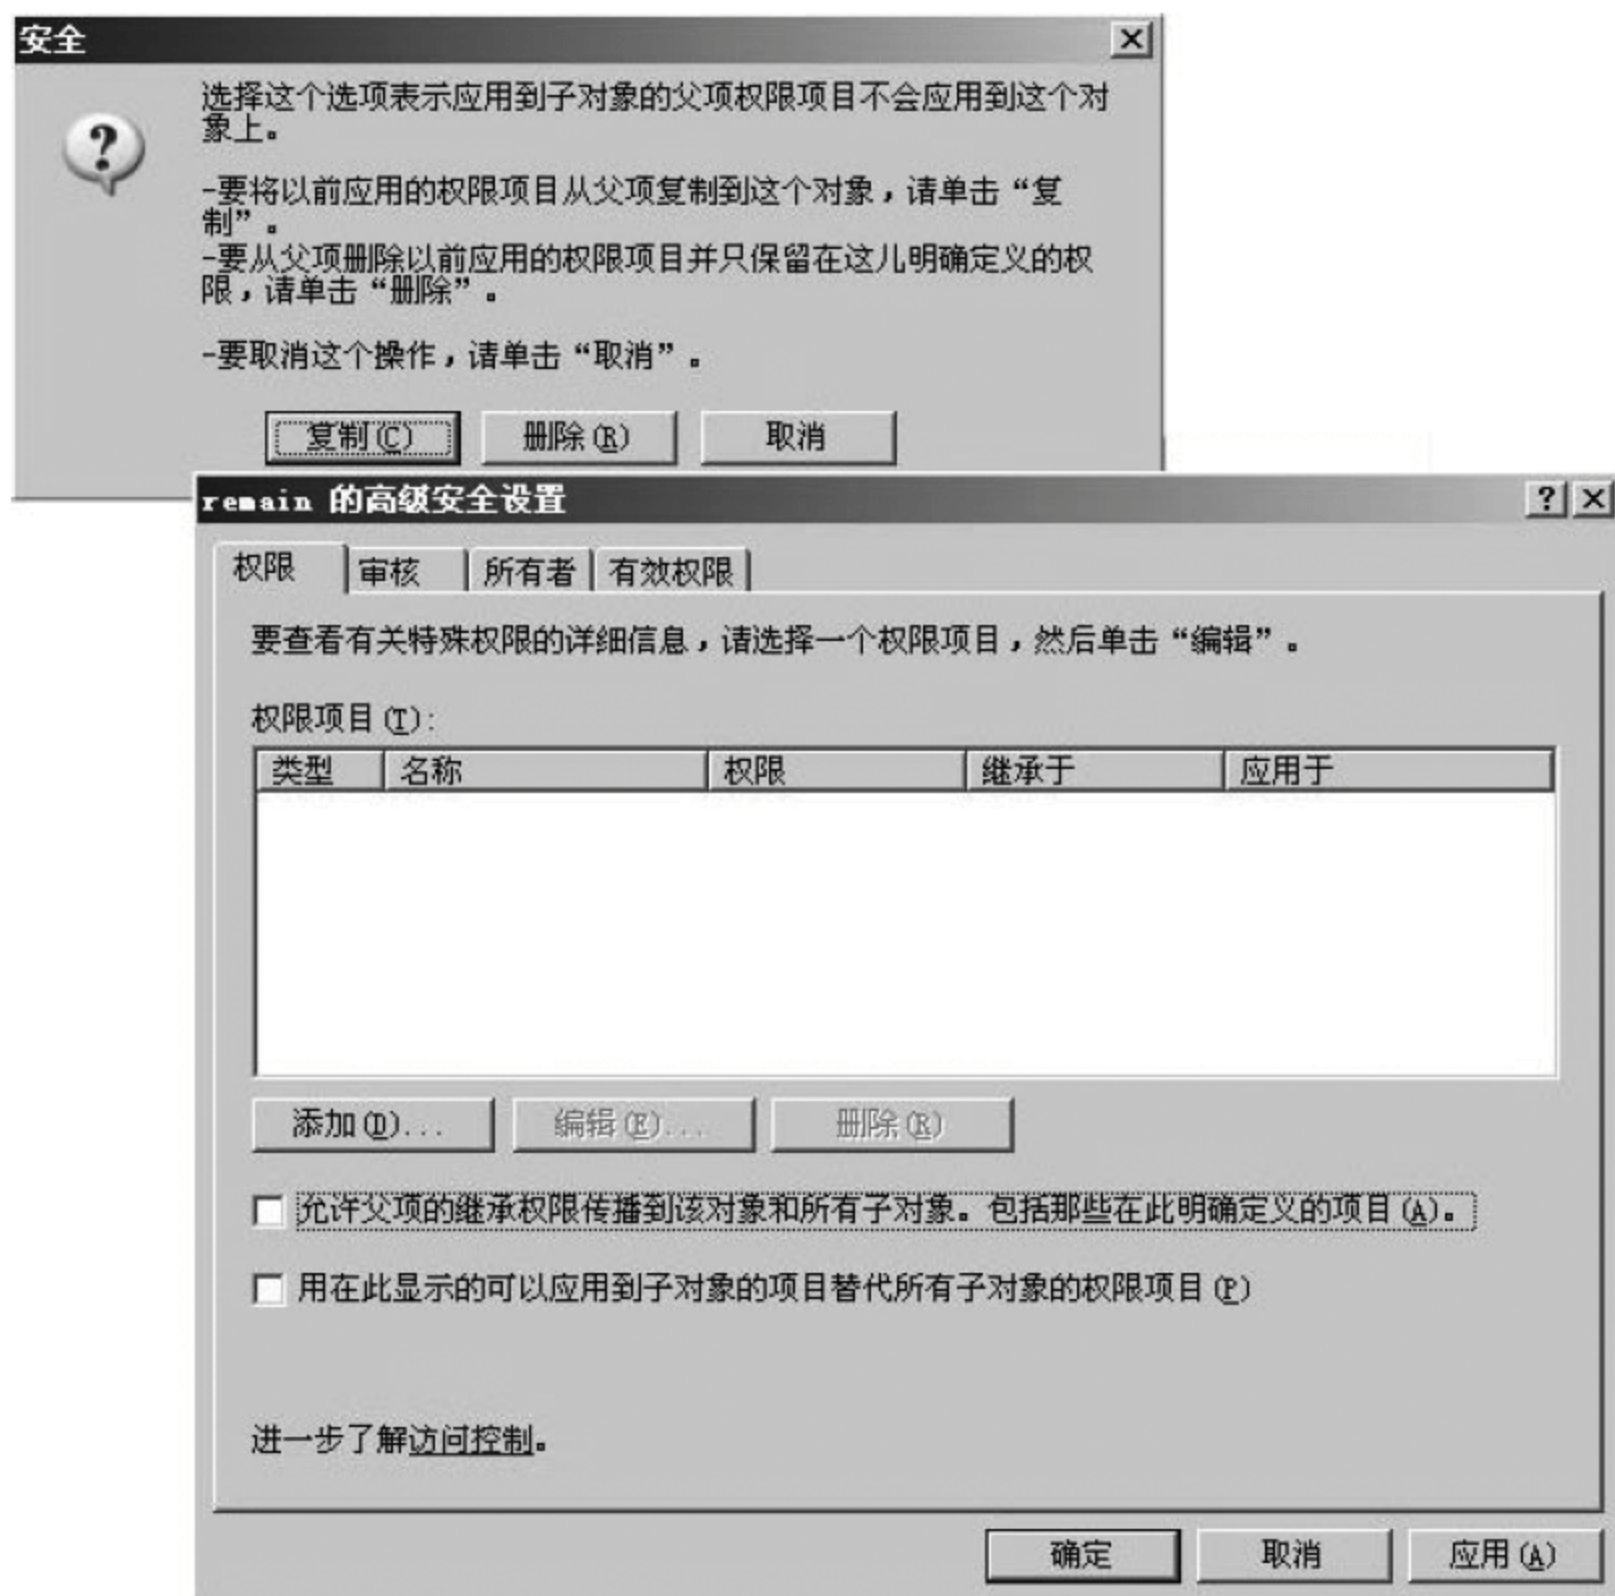 安全
选择这个选项表示应用到子对象的父项权限项目不会应用到这个对
象上。
-要将以前应用的权限项目从父项复制到这个对象，请单击“复
制”。
-要从父项删除以前应用的权限项目并只保留在这儿明确定义的权
限，请单击“删除”。
-要取消这个操作，请单击“取消”。
复制(C) 删除(R) 取消
remain 的高级安全设置
权限 审核 所有者 有效权限
要查看有关特殊权限的详细信息，请选择一个权限项目，然后单击“编辑”。
权限项目(T):
类型 名称 权限 继承于 应用于
添加(D)... 编辑(E)... 删除(R)
允许父项的继承权限传播到该对象和所有子对象。包括那些在此明确定义的项目(A)。
用在此显示的可以应用到子对象的项目替代所有子对象的权限项目(P)
进一步了解访问控制。
确定 取消 应用(A)